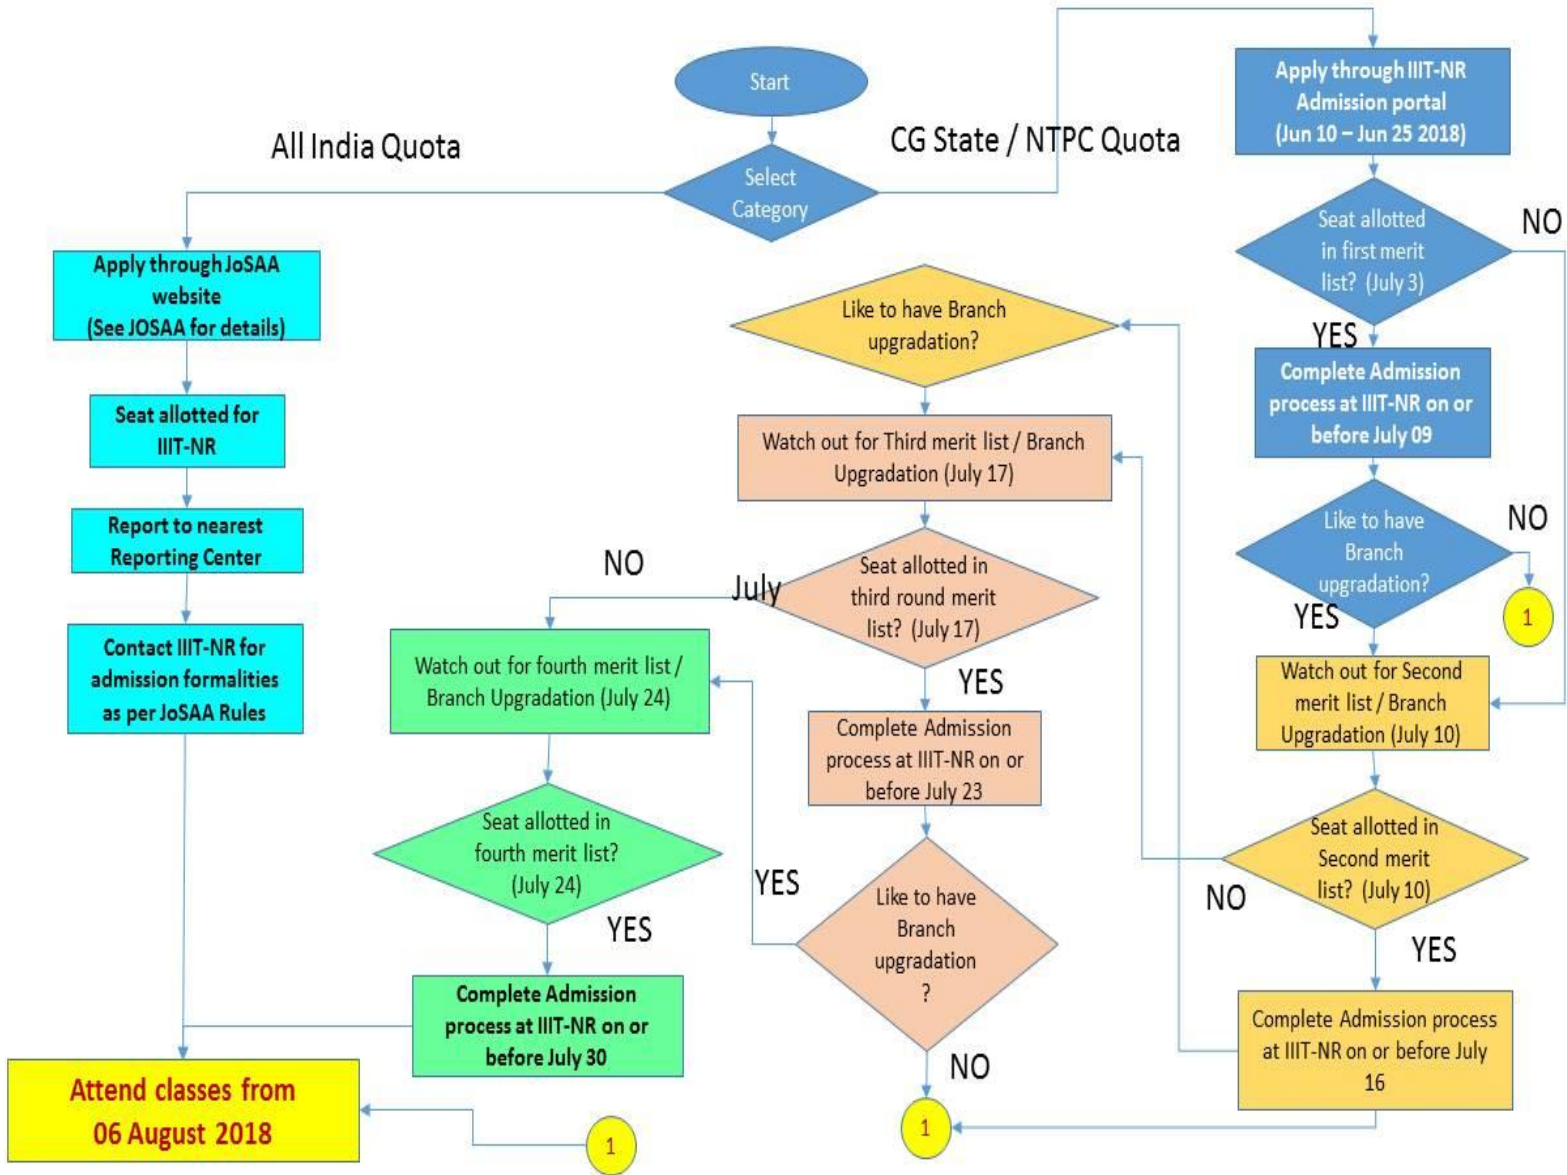 Start
Select
Category
All India Quota
CG State / NTPC Quota
Apply through JoSAA
website
(See JOSAA for details)
Seat allotted for
IIIT-NR
Report to nearest
Reporting Center
Contact IIIT-NR for
admission formalities
as per JoSAA Rules
Attend classes from
06 August 2018
1
Apply through IIIT-NR
Admission portal
(Jun 10 – Jun 25 2018)
Seat allotted
in first merit
list? (July 3)
NO
YES
Complete Admission
process at IIIT-NR on or
before July 09
Like to have
Branch
upgradation?
NO
1
YES
Watch out for Second
merit list / Branch
Upgradation (July 10)
Seat allotted in
Second merit
list? (July 10)
NO
YES
Complete Admission process
at IIIT-NR on or before July
16
Like to have Branch
upgradation?
Watch out for Third merit list / Branch
Upgradation (July 17)
Seat allotted in
third round merit
list? (July 17)
NO
July
YES
Complete Admission
process at IIIT-NR on or
before July 23
Like to have
Branch
upgradation
?
YES
NO
1
Watch out for fourth merit list /
Branch Upgradation (July 24)
Seat allotted in
fourth merit list?
(July 24)
YES
Complete Admission
process at IIIT-NR on or
before July 30